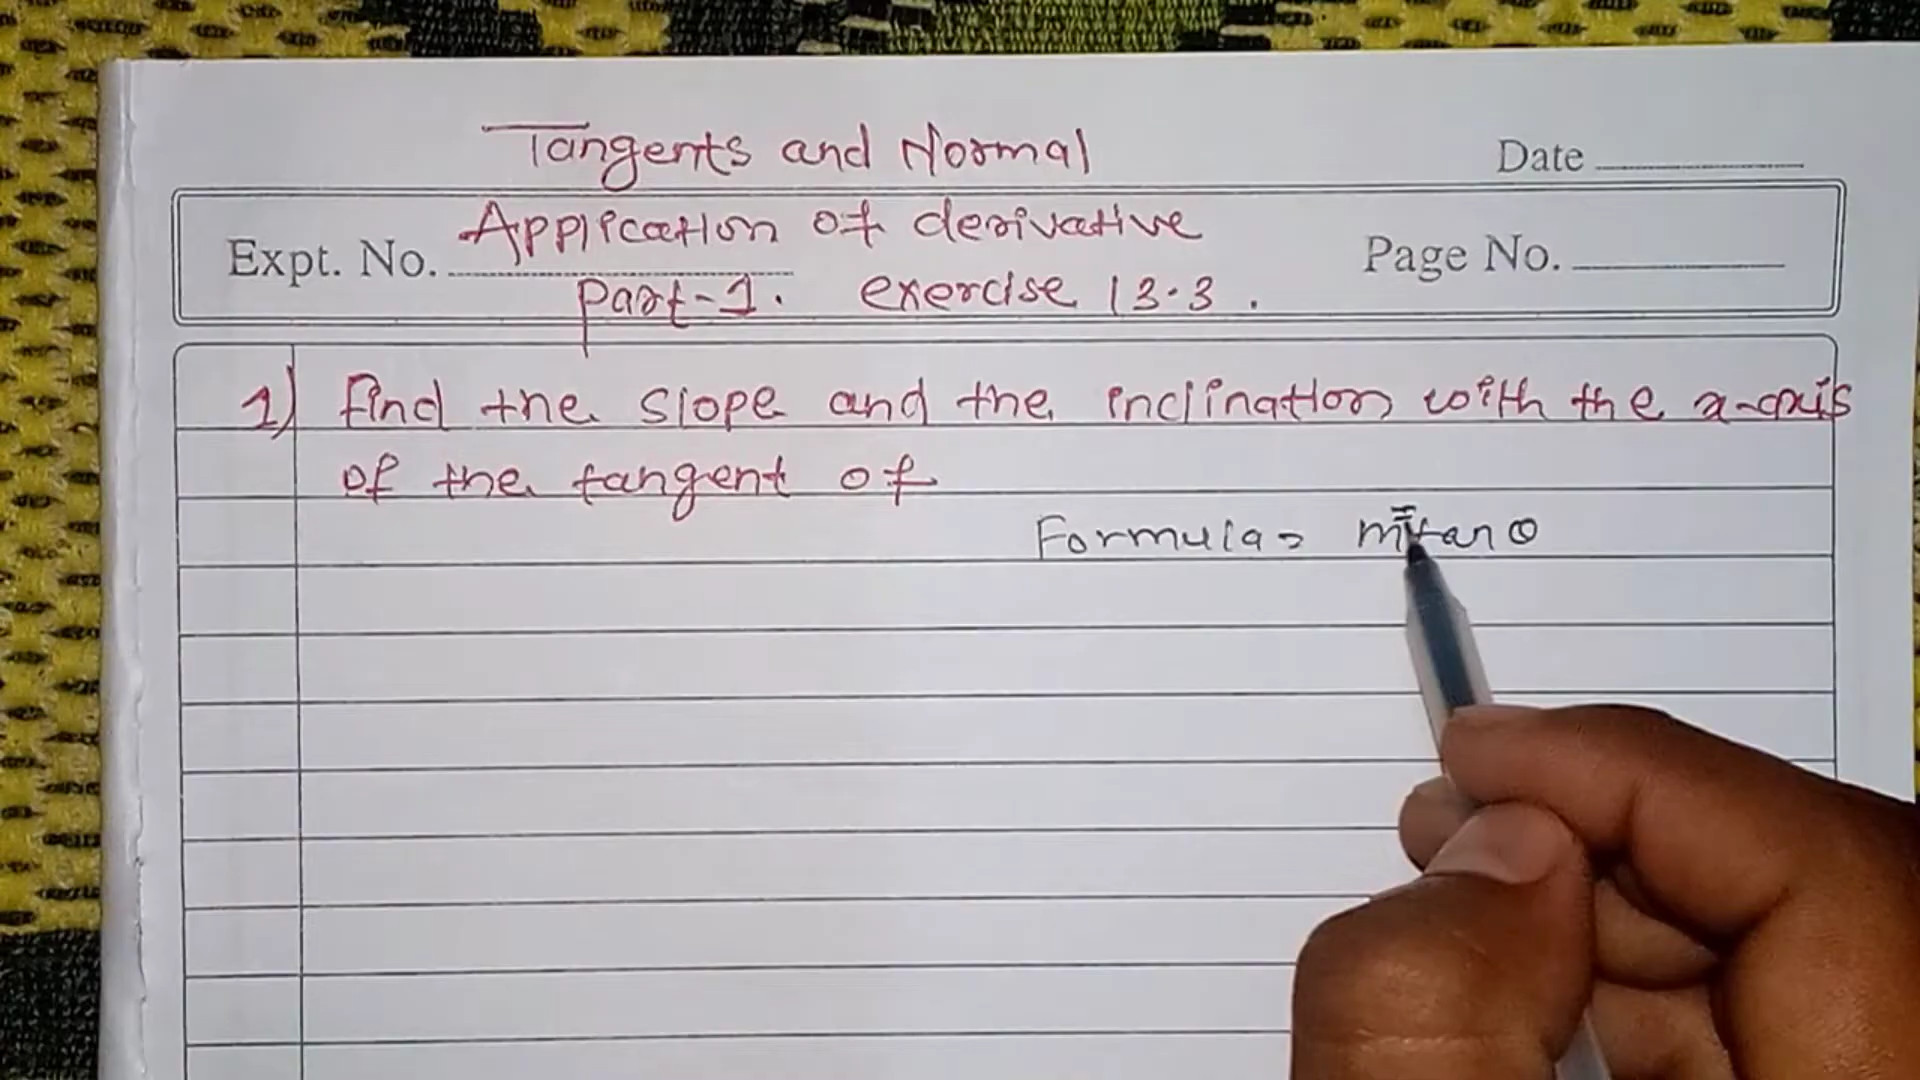 Tangents and Normal
Date
Application of derivative
Expt. No.
Page No.
part-1. exercise 13.3.
1) Find the slope and the inclination with the x-axis
of the tangent of
Formula = m = tan θ